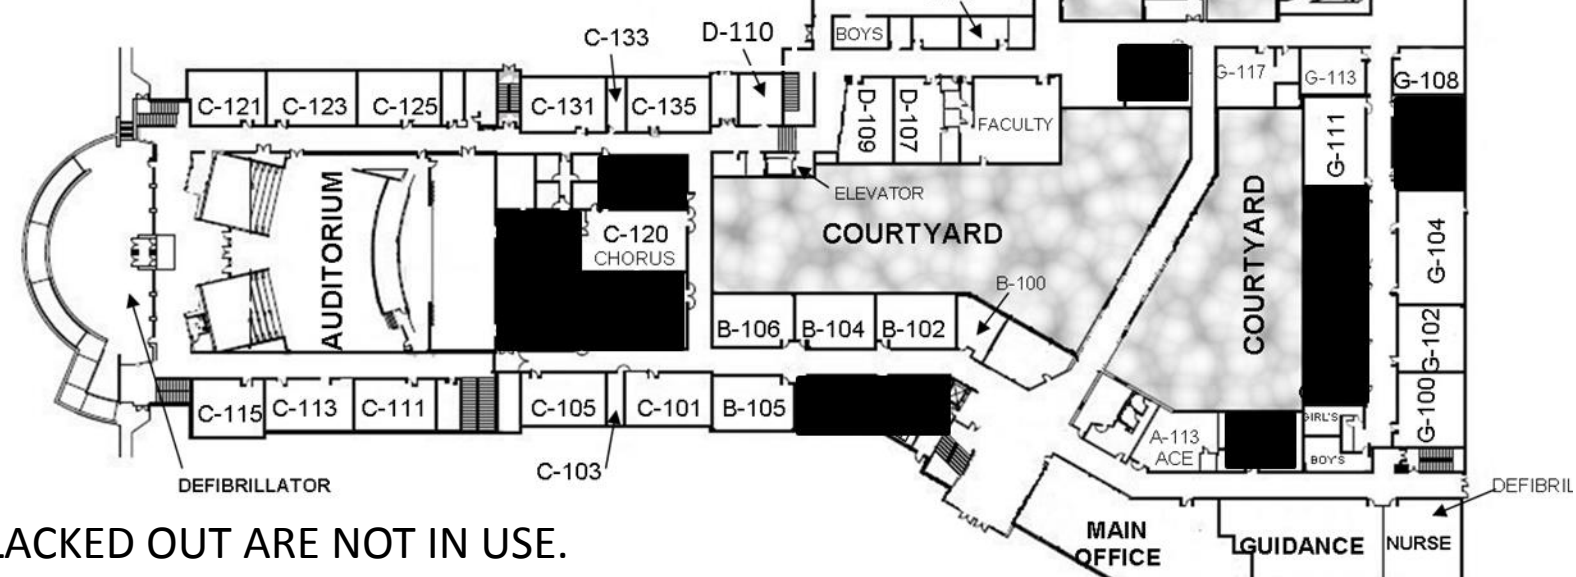 C-133
D-110
BOYS
C-121
C-123
C-125
C-131
C-135
D-109
D-107
FACULTY
G-117
G-113
G-108
G-111
ELEVATOR
AUDITORIUM
C-120
CHORUS
COURTYARD
COURTYARD
G-104
B-100
B-106
B-104
B-102
G-102
C-115
C-113
C-111
C-105
C-101
B-105
G-100
GIRL'S
A-113
ACE
BOY'S
C-103
DEFIBRILLATOR
DEFIBRIL
MAIN
OFFICE
GUIDANCE
NURSE
LACKED OUT ARE NOT IN USE.